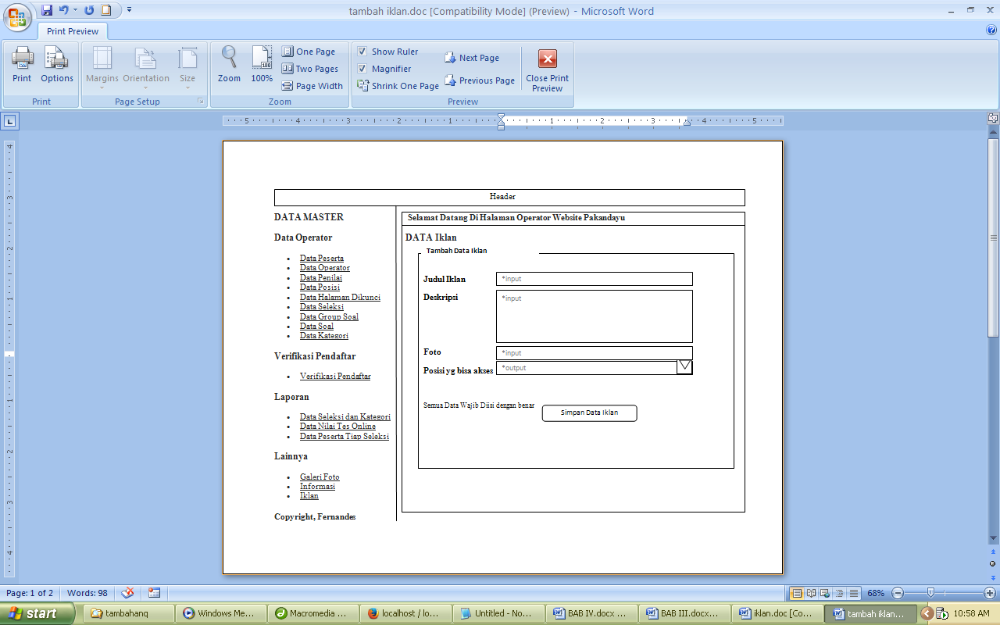 tambah iklan.doc [Compatibility Mode] (Preview) - Microsoft Word
Print Preview
Print
Options
Margins
Orientation
Size
Zoom
100%
One Page
Two Pages
Page Width
Show Ruler
Magnifier
Shrink One Page
Next Page
Previous Page
Close Print
Preview
Print
Page Setup
Zoom
Preview
Header
DATA MASTER
Data Operator
Data Peserta
Data Operator
Data Penilai
Data Posisi
Data Halaman Dikunci
Data Seleksi
Data Group Soal
Data Soal
Data Kategori
Verifikasi Pendaftar
Verifikasi Pendaftar
Laporan
Data Seleksi dan Kategori
Data Nilai Tes Online
Data Peserta Tiap Seleksi
Lainnya
Galeri Foto
Informasi
Iklan
Copyright, Fernandes
Selamat Datang Di Halaman Operator Website Pakandayu
DATA Iklan
Tambah Data Iklan
Judul Iklan
*input
Deskripsi
*input
Foto
*input
Posisi yg bisa akses
*output
Semua Data Wajib Diisi dengan benar
Simpan Data Iklan
Page: 1 of 2
Words: 98
68%
start
tambahanq
Windows Me...
Macromedia ...
localhost / lo...
Untitled - No...
BAB IV.docx ...
BAB III.docx...
iklan.doc [Co...
tambah iklan...
10:58 AM